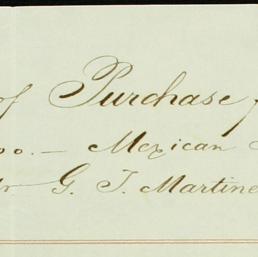 of Purchase
00. — Mexican
G. T. Martine